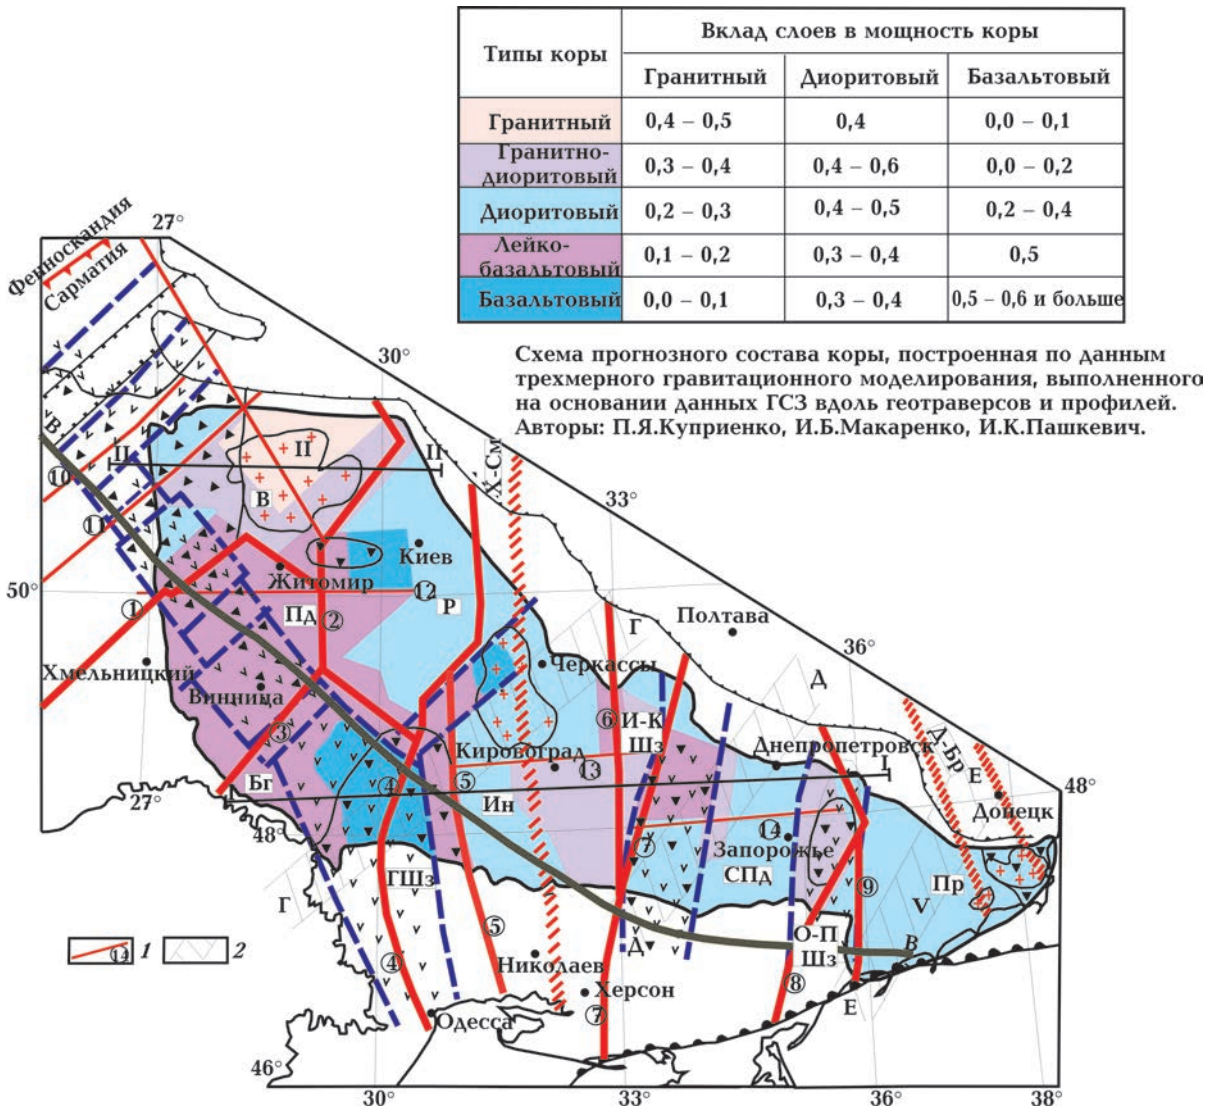 Типы коры
Вклад слоев в мощность коры
Гранитный
Диоритовый
Базальтовый
Гранитный
0,4 – 0,5
0,4
0,0 – 0,1
Гранитно-
диоритовый
0,3 – 0,4
0,4 – 0,6
0,0 – 0,2
Диоритовый
0,2 – 0,3
0,4 – 0,5
0,2 – 0,4
Лейко-
базальтовый
0,1 – 0,2
0,3 – 0,4
0,5
Базальтовый
0,0 – 0,1
0,3 – 0,4
0,5 – 0,6 и больше
Схема прогнозного состава коры, построенная по данным
трехмерного гравитационного моделирования, выполненного
на основании данных ГСЗ вдоль геотраверсов и профилей.
Авторы: П.Я.Куприенко, И.Б.Макаренко, И.К.Пашкевич.
27°
Фенноскандия
Сарматия
30°
В
II
II
II
Х-См
10
В
33°
11
Киев
Житомир
50°
12
1
Пд
2
Р
Г
Полтава
36°
Хмельницкий
Черкассы
Д
Винница
6
И-К
Шз
3
Кировоград
13
Днепропетровск
I
Д-Бр
Е
27°
Бг
I
4
5
Ин
48°
Донецк
48°
7
14
Запорожье
СПд
ГШз
9
Пр
V
Г
5
О-П
Шз
В
Д
14
1
2
4
Николаев
8
Херсон
Е
7
Одесса
46°
30°
33°
36°
38°